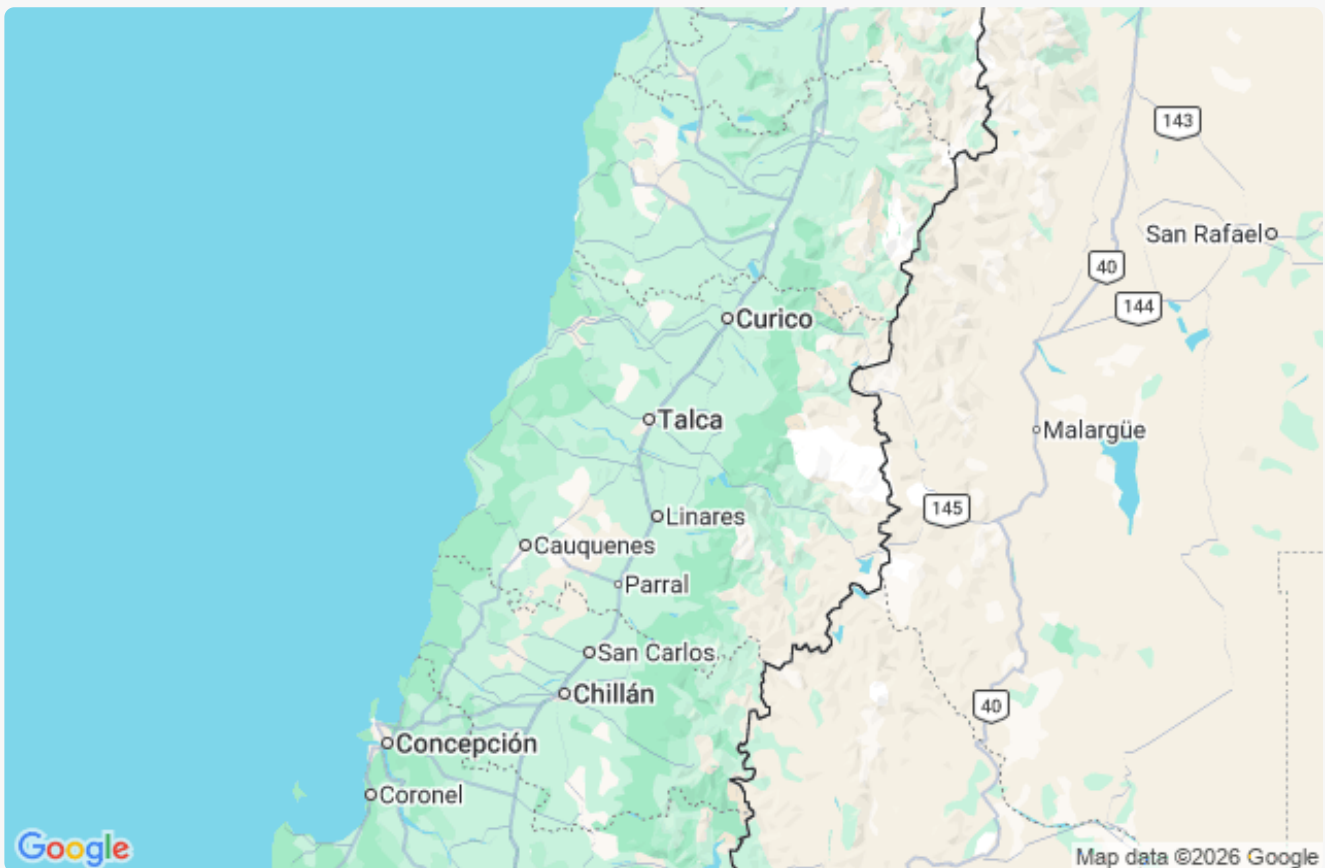 143
San Rafael
40
144
Curico
Talca
Malargüe
145
Linares
Cauquenes
Parral
San Carlos
Chillán
40
Concepción
Coronel
Google
Map data ©2026 Google